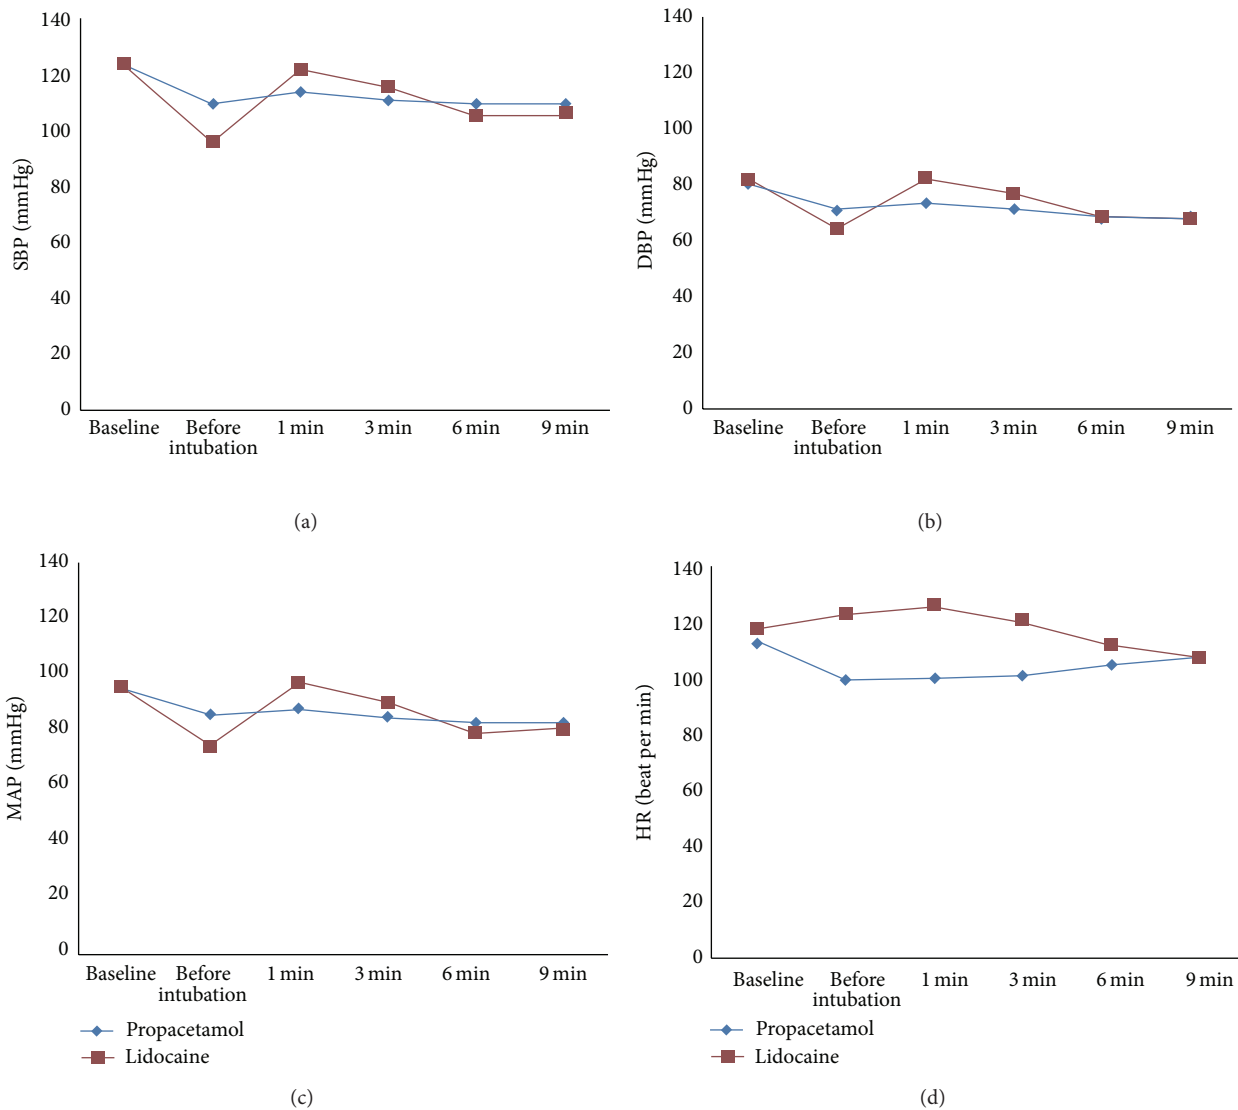 140
120
100
80
60
40
20
0
SBP (mmHg)
Baseline
Before
intubation
1 min
3 min
6 min
9 min
(a)
140
120
100
80
60
40
20
0
DBP (mmHg)
Baseline
Before
intubation
1 min
3 min
6 min
9 min
(b)
140
120
100
80
60
40
20
0
MAP (mmHg)
Baseline
Before
intubation
1 min
3 min
6 min
9 min
Propacetamol
Lidocaine
(c)
140
120
100
80
60
40
20
0
HR (beat per min)
Baseline
Before
intubation
1 min
3 min
6 min
9 min
Propacetamol
Lidocaine
(d)